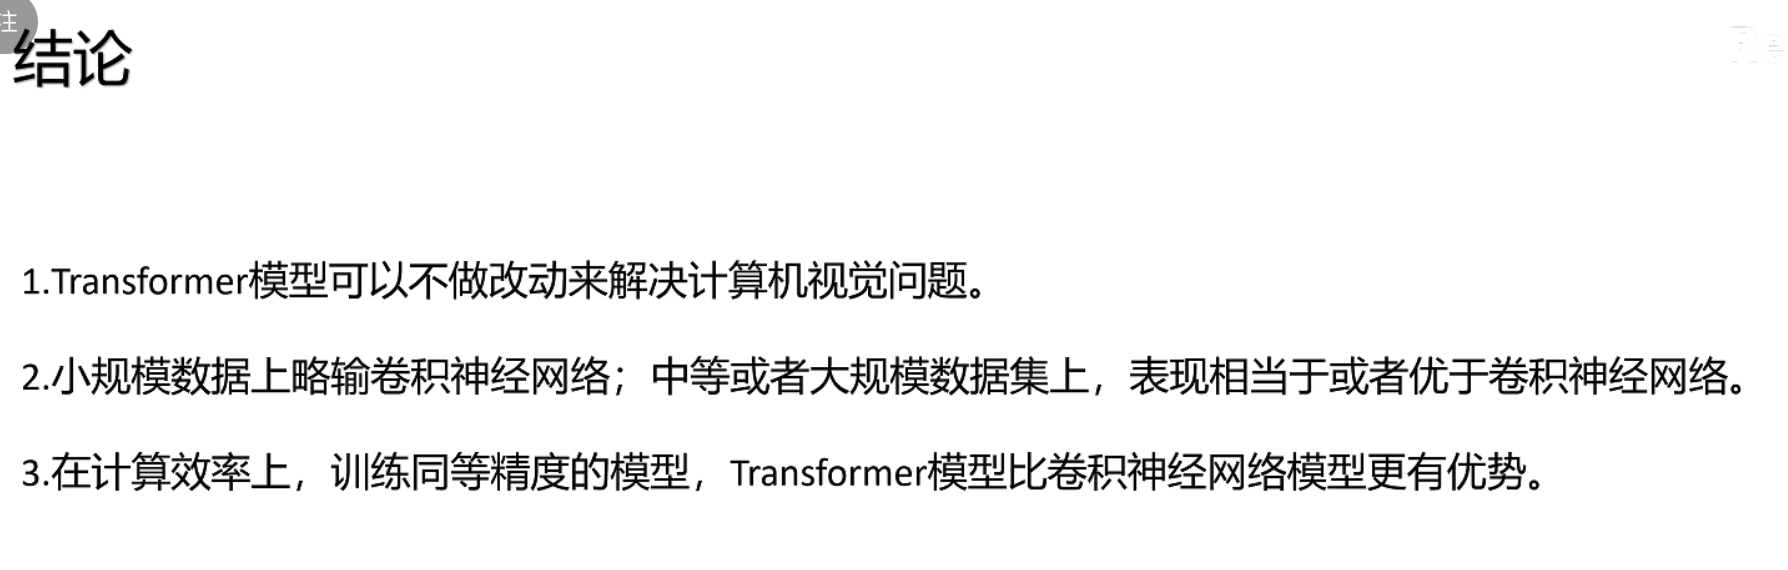 注
结论
1.Transformer模型可以不做改动来解决计算机视觉问题。
2.小规模数据上略输卷积神经网络；中等或者大规模数据集上，表现相当于或者优于卷积神经网络。
3.在计算效率上，训练同等精度的模型，Transformer模型比卷积神经网络模型更有优势。